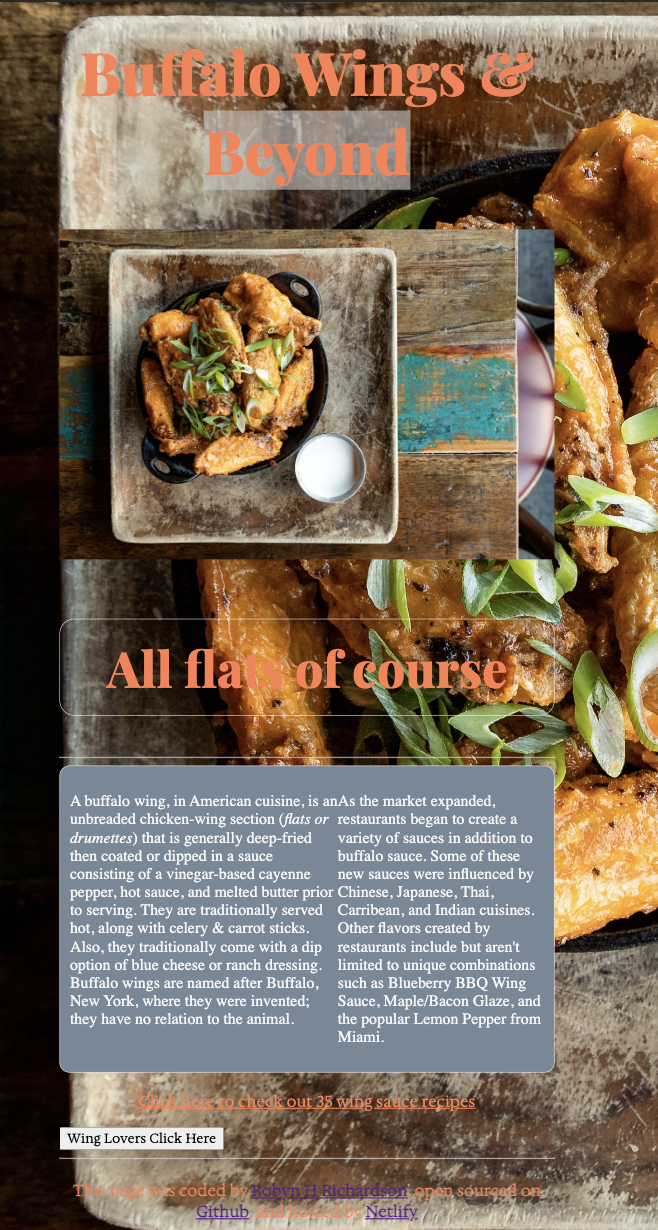 Buffalo Wings &
Beyond
All flats of course
A buffalo wing, in American cuisine, is an
unbreaded chicken-wing section (flats or
drumettes) that is generally deep-fried
then coated or dipped in a sauce
consisting of a vinegar-based cayenne
pepper, hot sauce, and melted butter prior
to serving. They are traditionally served
hot, along with celery & carrot sticks.
Also, they traditionally come with a dip
option of blue cheese or ranch dressing.
Buffalo wings are named after Buffalo,
New York, where they were invented;
they have no relation to the animal.
As the market expanded,
restaurants began to create a
variety of sauces in addition to
buffalo sauce. Some of these
new sauces were influenced by
Chinese, Japanese, Thai,
Carribean, and Indian cuisines.
Other flavors created by
restaurants include but aren't
limited to unique combinations
such as Blueberry BBQ Wing
Sauce, Maple/Bacon Glaze, and
the popular Lemon Pepper from
Miami.
Click here to check out 35 wing sauce recipes
Wing Lovers Click Here
This page was coded by Robyn H Richardson, open sourced on
Github, and hosted by Netlify